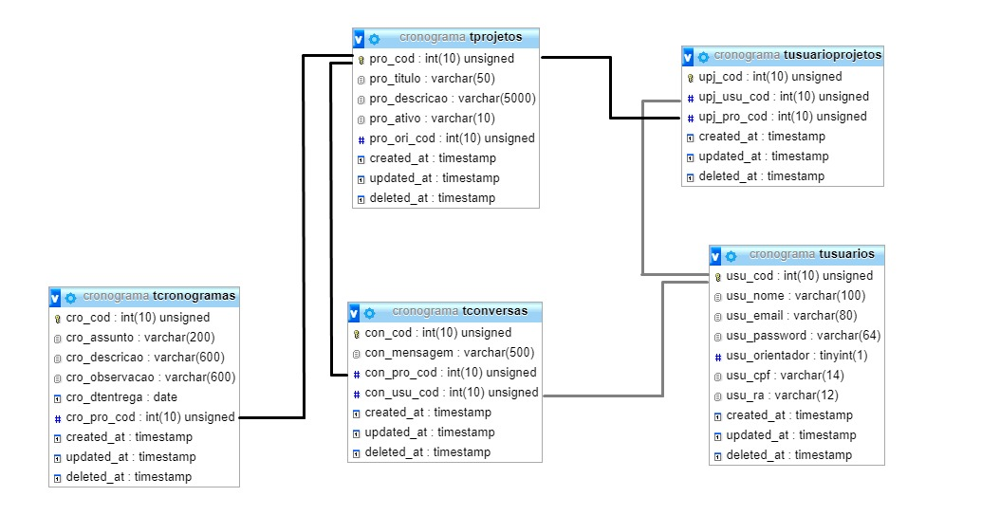 cronograma tprojetos
pro_cod : int(10) unsigned
pro_titulo : varchar(50)
pro_descricao : varchar(5000)
pro_ativo : varchar(10)
pro_ori_cod : int(10) unsigned
created_at : timestamp
updated_at : timestamp
deleted_at : timestamp
cronograma tusuarioprojetos
upj_cod : int(10) unsigned
upj_usu_cod : int(10) unsigned
upj_pro_cod : int(10) unsigned
created_at : timestamp
updated_at : timestamp
deleted_at : timestamp
cronograma tcronogramas
cro_cod : int(10) unsigned
cro_assunto : varchar(200)
cro_descricao : varchar(600)
cro_observacao : varchar(600)
cro_dtentrega : date
cro_pro_cod : int(10) unsigned
created_at : timestamp
updated_at : timestamp
deleted_at : timestamp
cronograma tconversas
con_cod : int(10) unsigned
con_mensagem : varchar(500)
con_pro_cod : int(10) unsigned
con_usu_cod : int(10) unsigned
created_at : timestamp
updated_at : timestamp
deleted_at : timestamp
cronograma tusuarios
usu_cod : int(10) unsigned
usu_nome : varchar(100)
usu_email : varchar(80)
usu_password : varchar(64)
usu_orientador : tinyint(1)
usu_cpf : varchar(14)
usu_ra : varchar(12)
created_at : timestamp
updated_at : timestamp
deleted_at : timestamp